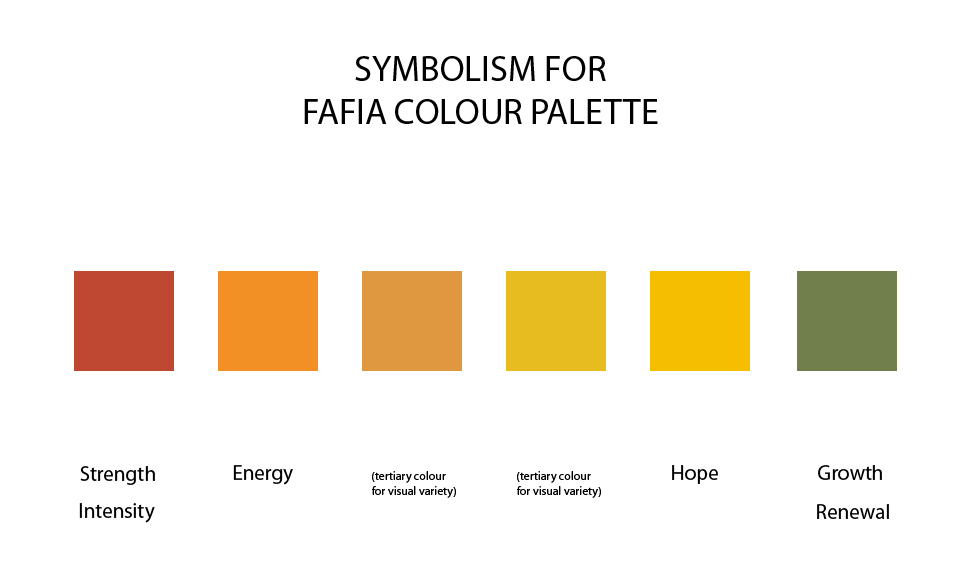 SYMBOLISM FOR
FAFIA COLOUR PALETTE
Strength
Intensity
Energy
(tertiary colour
for visual variety)
(tertiary colour
for visual variety)
Hope
Growth
Renewal